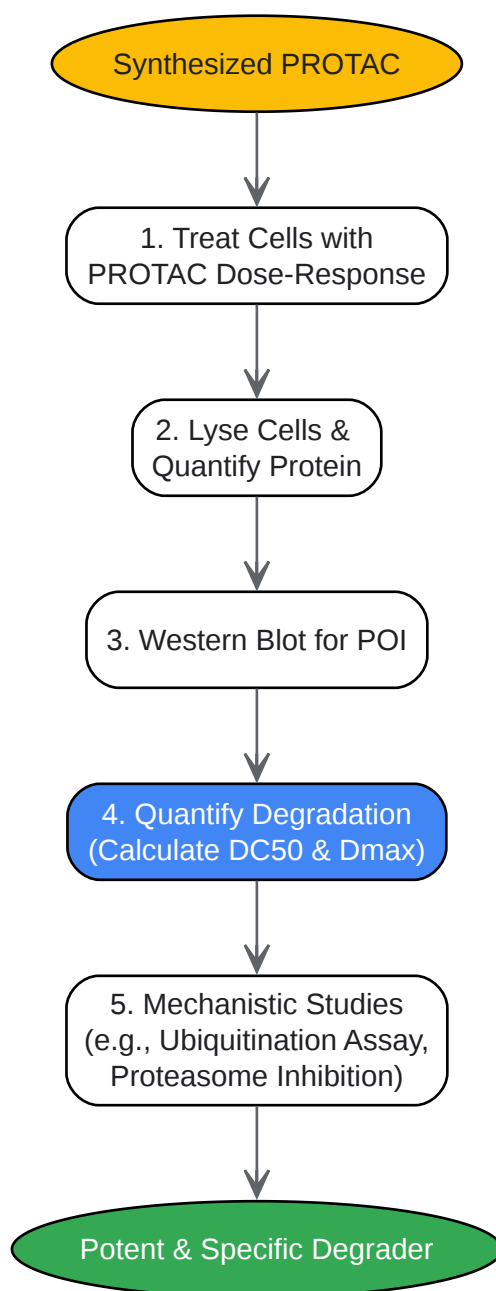 Synthesized PROTAC
1. Treat Cells with
PROTAC Dose-Response
2. Lyse Cells &
Quantify Protein
3. Western Blot for POI
4. Quantify Degradation
(Calculate DC50 & Dmax)
5. Mechanistic Studies
(e.g., Ubiquitination Assay,
Proteasome Inhibition)
Potent & Specific Degrader